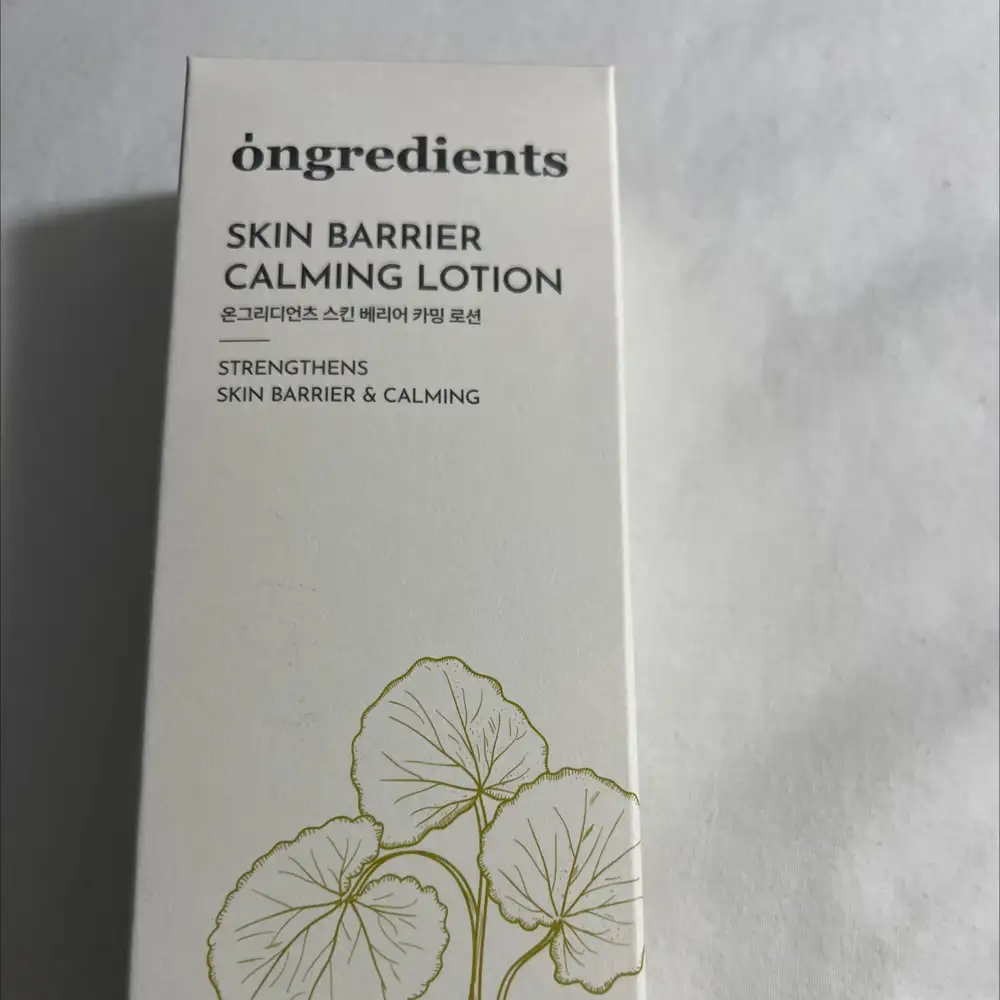 ongredients
SKIN BARRIER
CALMING LOTION
온그리디언츠 스킨 베리어 카밍 로션
STRENGTHENS
SKIN BARRIER & CALMING